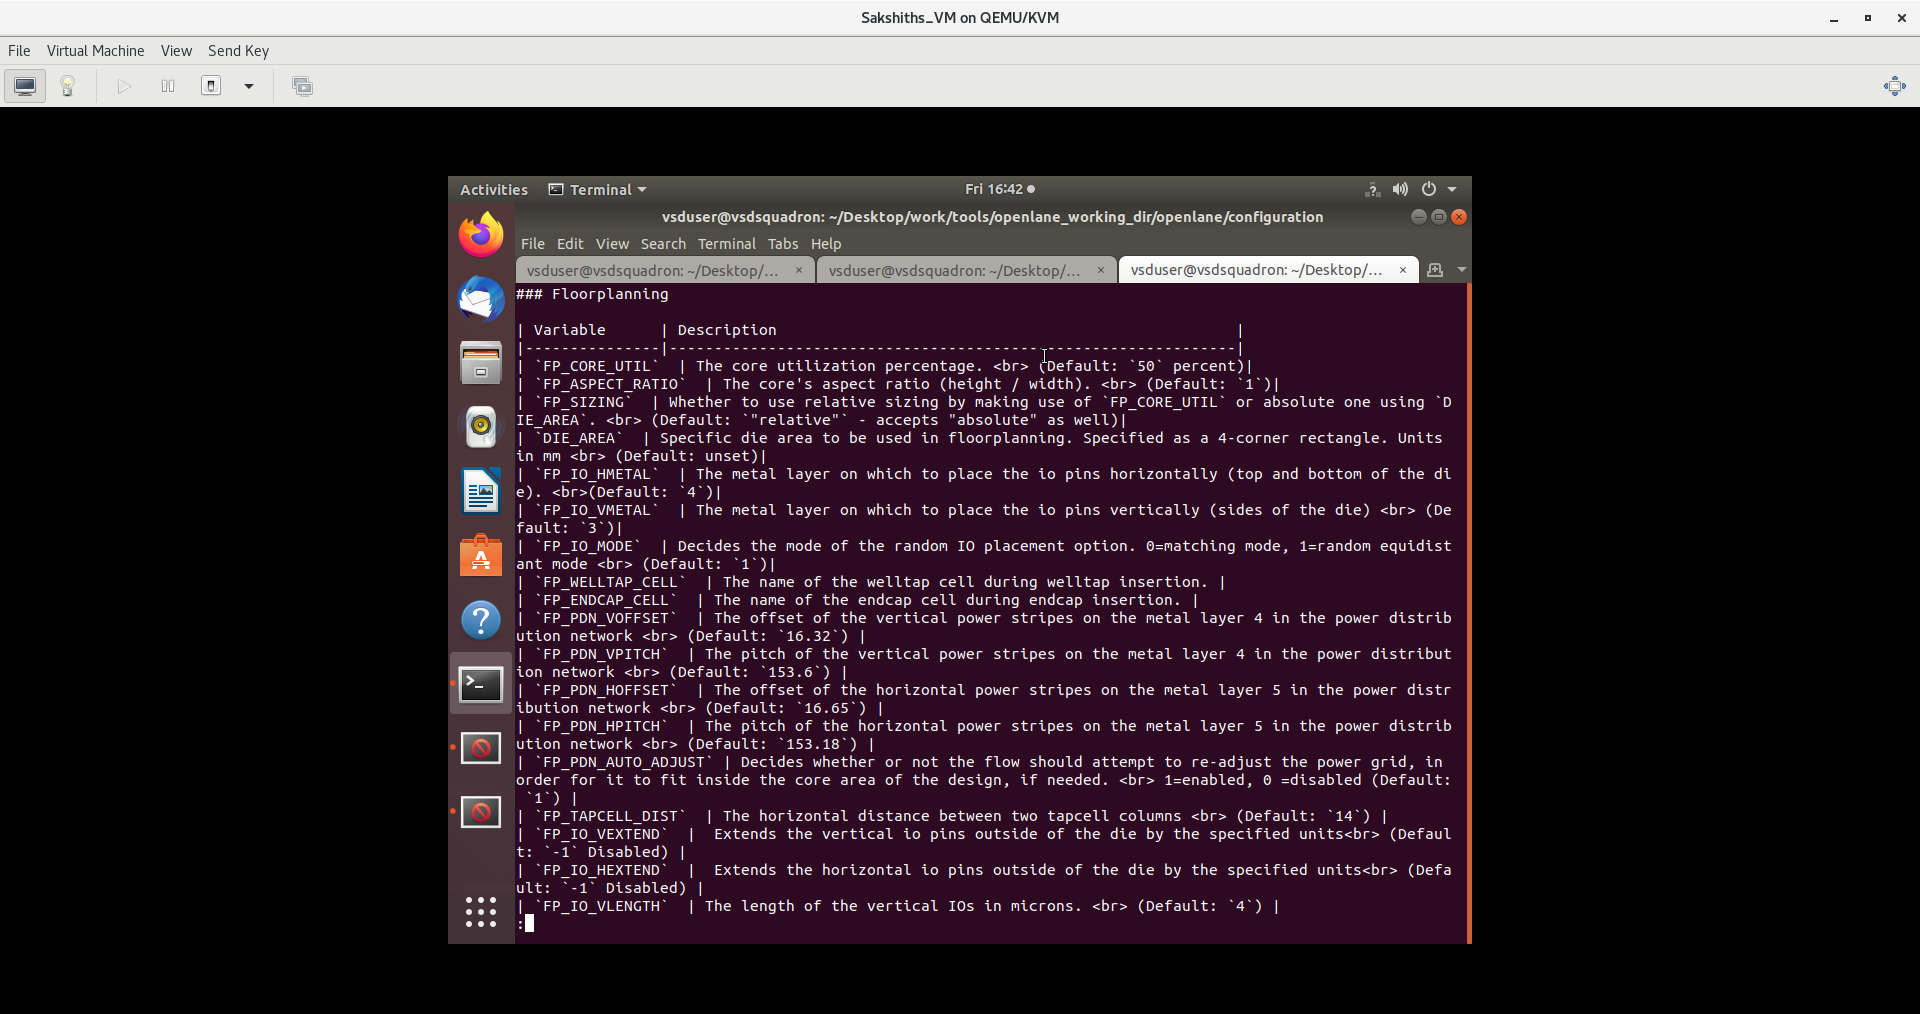 Sakshiths_VM on QEMU/KVM
File Virtual Machine View Send Key
Activities Terminal Fri 16:42
vsduser@vsdsquadron: ~/Desktop/work/tools/openlane_working_dir/openlane/configuration
File Edit View Search Terminal Tabs Help
vsduser@vsdsquadron: ~/Desktop/... × vsduser@vsdsquadron: ~/Desktop/... × vsduser@vsdsquadron: ~/Desktop/... ×
### Floorplanning
| Variable      | Description                                                   |
|---------------|---------------------------------------------------------------|
| `FP_CORE_UTIL`  | The core utilization percentage. <br> (Default: `50` percent)|
| `FP_ASPECT_RATIO`  | The core's aspect ratio (height / width). <br> (Default: `1`)|
| `FP_SIZING`  | Whether to use relative sizing by making use of `FP_CORE_UTIL` or absolute one using `D
IE_AREA`. <br> (Default: `"relative"` - accepts "absolute" as well)|
| `DIE_AREA`  | Specific die area to be used in floorplanning. Specified as a 4-corner rectangle. Units
in mm <br> (Default: unset)|
| `FP_IO_HMETAL`  | The metal layer on which to place the io pins horizontally (top and bottom of the di
e). <br>(Default: `4`)|
| `FP_IO_VMETAL`  | The metal layer on which to place the io pins vertically (sides of the die) <br> (De
fault: `3`)|
| `FP_IO_MODE`  | Decides the mode of the random IO placement option. 0=matching mode, 1=random equidist
ant mode <br> (Default: `1`)|
| `FP_WELLTAP_CELL`  | The name of the welltap cell during welltap insertion. |
| `FP_ENDCAP_CELL`  | The name of the endcap cell during endcap insertion. |
| `FP_PDN_VOFFSET`  | The offset of the vertical power stripes on the metal layer 4 in the power distrib
ution network <br> (Default: `16.32`) |
| `FP_PDN_VPITCH`  | The pitch of the vertical power stripes on the metal layer 4 in the power distribut
ion network <br> (Default: `153.6`) |
| `FP_PDN_HOFFSET`  | The offset of the horizontal power stripes on the metal layer 5 in the power distr
ibution network <br> (Default: `16.65`) |
| `FP_PDN_HPITCH`  | The pitch of the horizontal power stripes on the metal layer 5 in the power distrib
ution network <br> (Default: `153.18`) |
| `FP_PDN_AUTO_ADJUST` | Decides whether or not the flow should attempt to re-adjust the power grid, in
order for it to fit inside the core area of the design, if needed. <br> 1=enabled, 0 =disabled (Default:
 `1`) |
| `FP_TAPCELL_DIST`  | The horizontal distance between two tapcell columns <br> (Default: `14`) |
| `FP_IO_VEXTEND`  |  Extends the vertical io pins outside of the die by the specified units<br> (Defaul
t: `-1` Disabled) |
| `FP_IO_HEXTEND`  |  Extends the horizontal io pins outside of the die by the specified units<br> (Defa
ult: `-1` Disabled) |
| `FP_IO_VLENGTH`  | The length of the vertical IOs in microns. <br> (Default: `4`) |
: